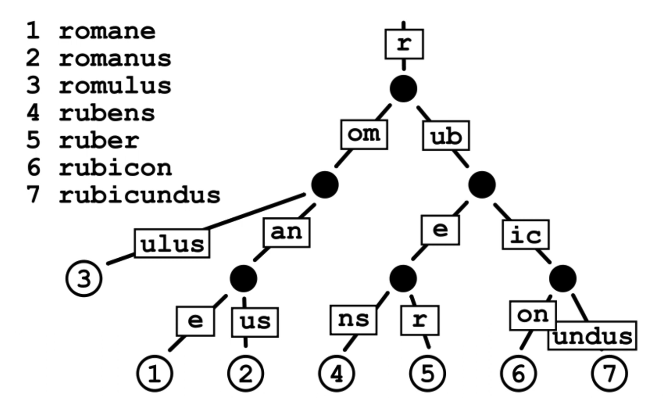 1 romane
2 romanus
3 romulus
4 rubens
5 ruber
6 rubicon
7 rubicundus
r
om ub
ulus an e ic
3
e us ns r on undus
1 2 4 5 6 7